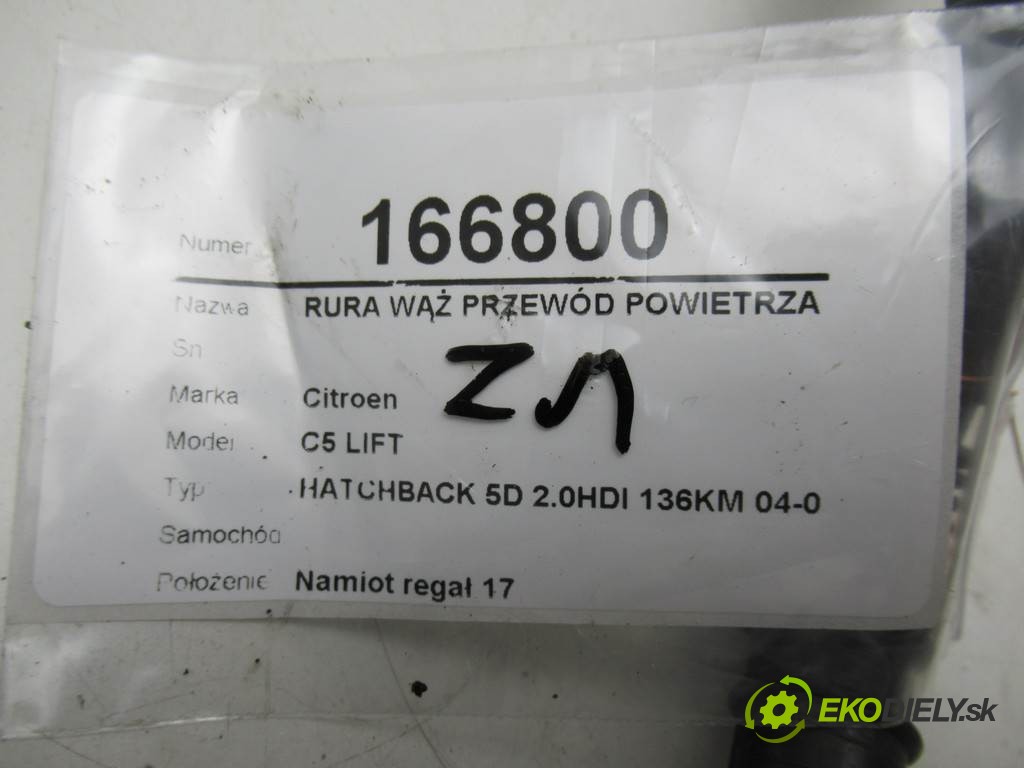 Numer 166800
Nazwa RURA WĄŻ PRZEWÓD POWIETRZA
Sn
Marka Citroen
Model C5 LIFT
Typ HATCHBACK 5D 2.0HDI 136KM 04-0
Samochód
Położenie Namiot regał 17
EKODIELY.sk